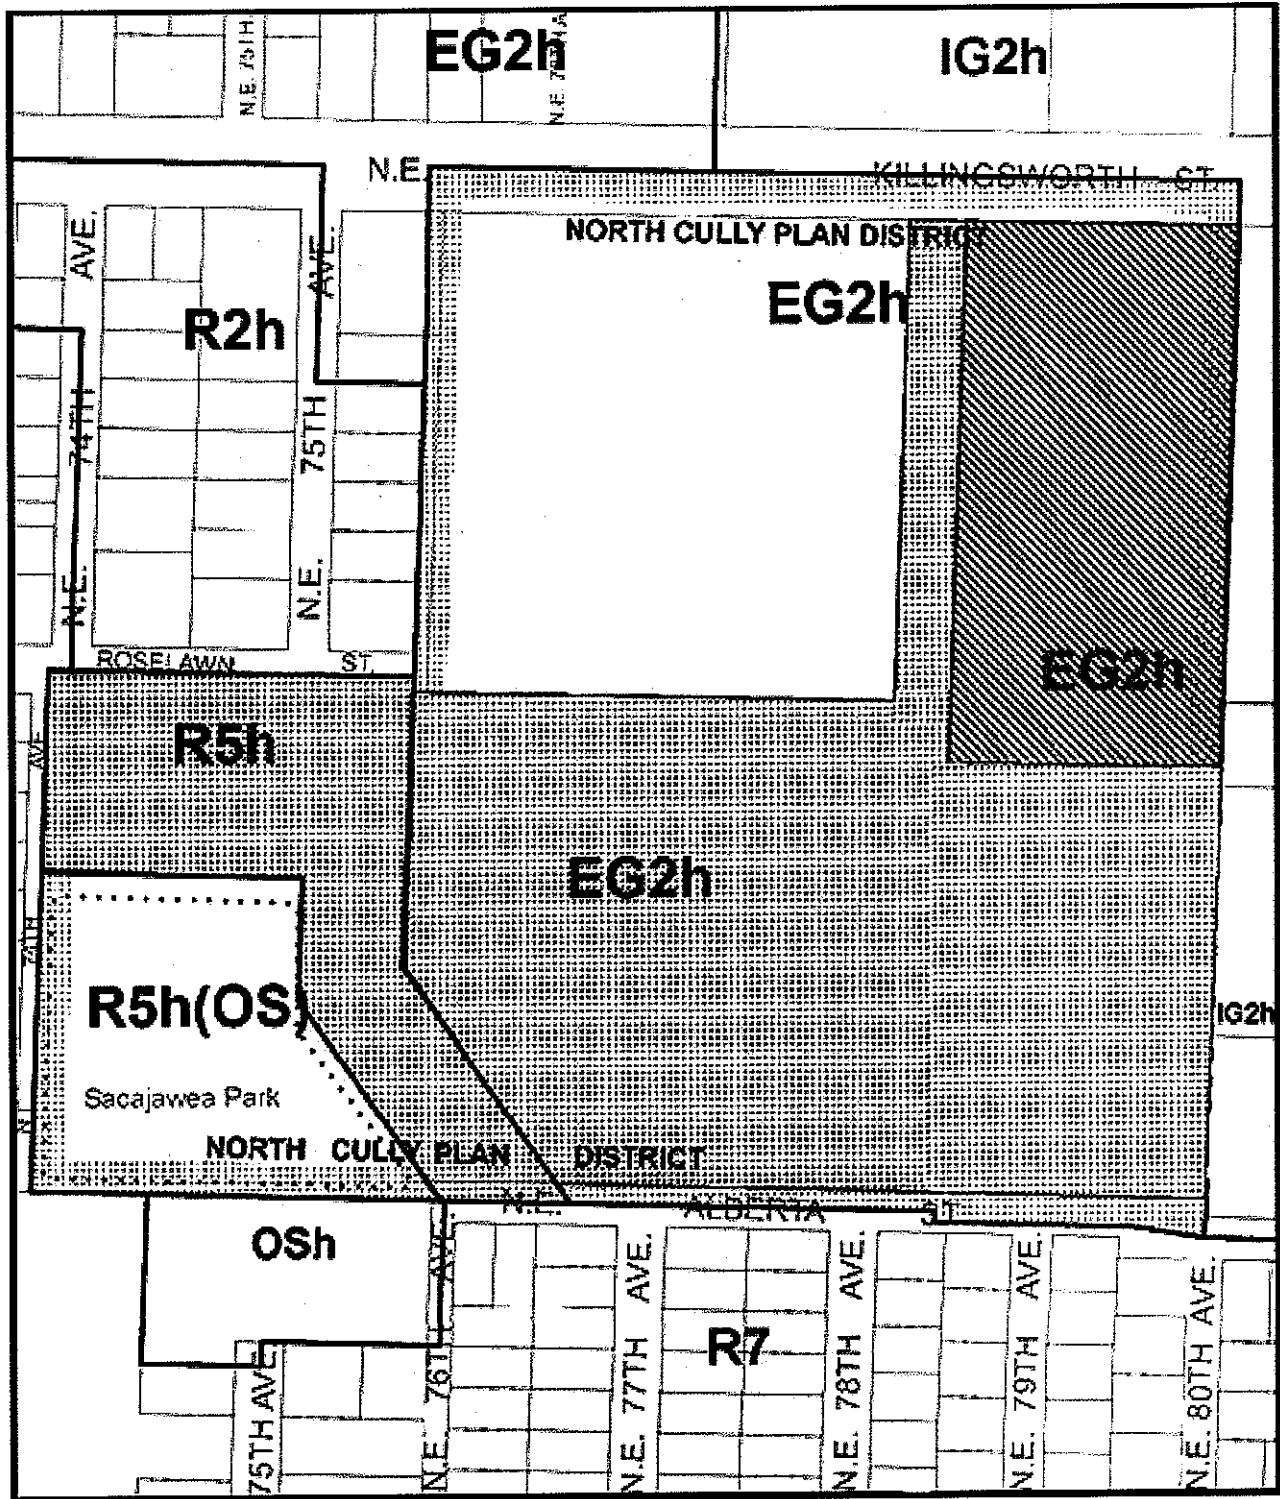 EG2h
IG2h
N.E. 75TH
N.E.
KILLINGSWORTH ST.
NORTH CULLY PLAN DISTRICT
EG2h
R2h
N.E. 74TH AVE.
N.E. 75TH AVE.
ROSELAWN ST.
EG2h
R5h
AVE
74TH
N
EG2h
R5h(OS)
IG2h
Sacajawea Park
NORTH CULLY PLAN DISTRICT
N.E. ALBERTA ST
OSh
R7
75TH AVE
N.E. 76TH AVE.
N.E. 77TH AVE.
N.E. 78TH AVE.
N.E. 79TH AVE.
N.E. 80TH AVE.